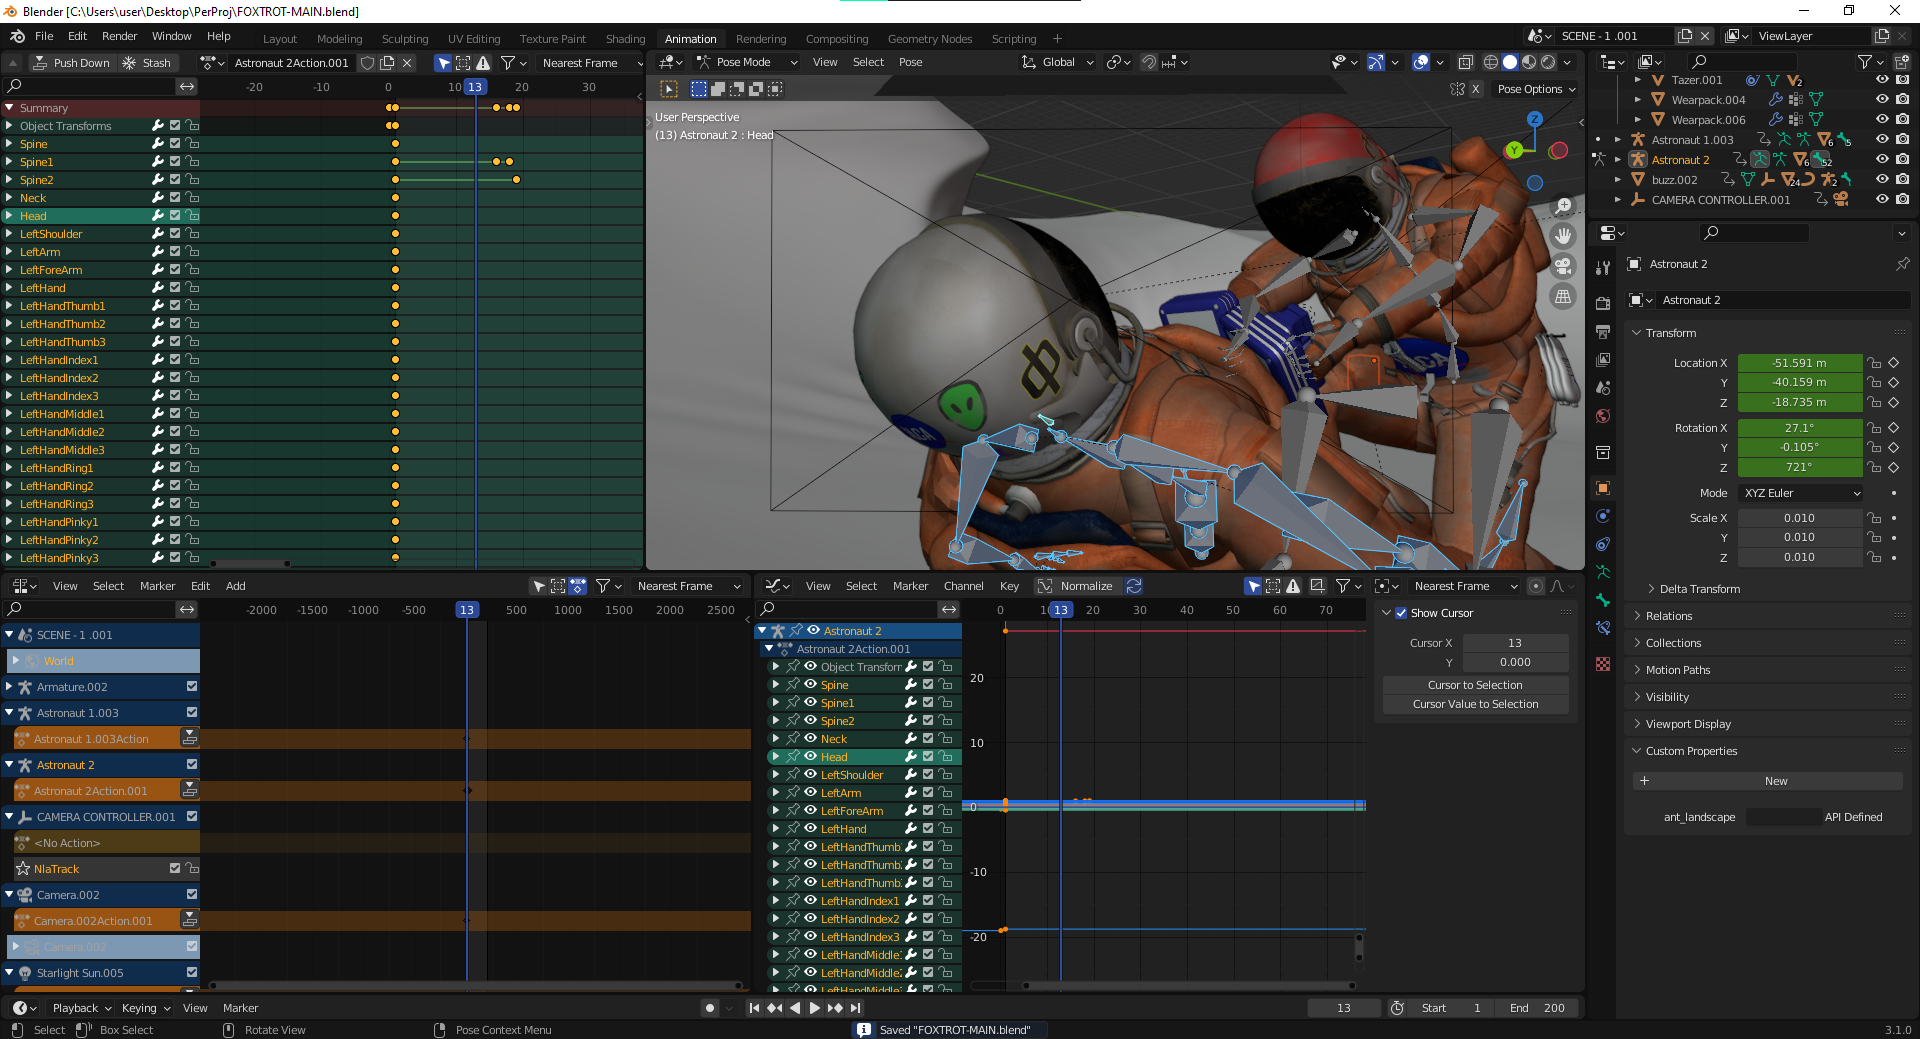 Blender [C:\Users\user\Desktop\PerProj\FOXTROT-MAIN.blend]
File Edit Render Window Help Layout Modeling Sculpting UV Editing Texture Paint Shading Animation Rendering Compositing Geometry Nodes Scripting + SCENE - 1 .001 ViewLayer
Push Down Stash Astronaut 2Action.001 Nearest Frame
-20 -10 0 10 13 20 30
Summary
Object Transforms
Spine
Spine1
Spine2
Neck
Head
LeftShoulder
LeftArm
LeftForeArm
LeftHand
LeftHandThumb1
LeftHandThumb2
LeftHandThumb3
LeftHandIndex1
LeftHandIndex2
LeftHandIndex3
LeftHandMiddle1
LeftHandMiddle2
LeftHandMiddle3
LeftHandRing1
LeftHandRing2
LeftHandRing3
LeftHandPinky1
LeftHandPinky2
LeftHandPinky3
Pose Mode View Select Pose Global
X Pose Options
User Perspective
(13) Astronaut 2 : Head
Z
Y
Tazer.001 2
Wearpack.004
Wearpack.006
Astronaut 1.003 6 5
Astronaut 2 6 52
buzz.002 24 2
CAMERA CONTROLLER.001
Astronaut 2
Astronaut 2
Transform
Location X -51.591 m
Y -40.159 m
Z -18.735 m
Rotation X 27.1°
Y -0.105°
Z 721°
Mode XYZ Euler
Scale X 0.010
Y 0.010
Z 0.010
Delta Transform
Relations
Collections
Motion Paths
Visibility
Viewport Display
Custom Properties
New
ant_landscape API Defined
View Select Marker Edit Add Nearest Frame
-2000 -1500 -1000 -500 13 500 1000 1500 2000 2500
SCENE - 1 .001
World
Armature.002
Astronaut 1.003
Astronaut 1.003Action
Astronaut 2
Astronaut 2Action.001
CAMERA CONTROLLER.001
<No Action>
NlaTrack
Camera.002
Camera.002Action.001
Camera.002
Starlight Sun.005
View Select Marker Channel Key Normalize Nearest Frame
0 13 20 30 40 50 60 70
Astronaut 2
Astronaut 2Action.001
Object Transforn
Spine
Spine1
Spine2
Neck
Head
LeftShoulder
LeftArm
LeftForeArm
LeftHand
LeftHandThumb
LeftHandThumb
LeftHandThumb
LeftHandIndex1
LeftHandIndex2
LeftHandIndex3
LeftHandMiddle
LeftHandMiddle
20
10
0
-10
-20
Show Cursor
Cursor X 13
Y 0.000
Cursor to Selection
Cursor Value to Selection
Playback Keying View Marker 13 Start 1 End 200
Select Box Select Rotate View Pose Context Menu Saved "FOXTROT-MAIN.blend" 3.1.0